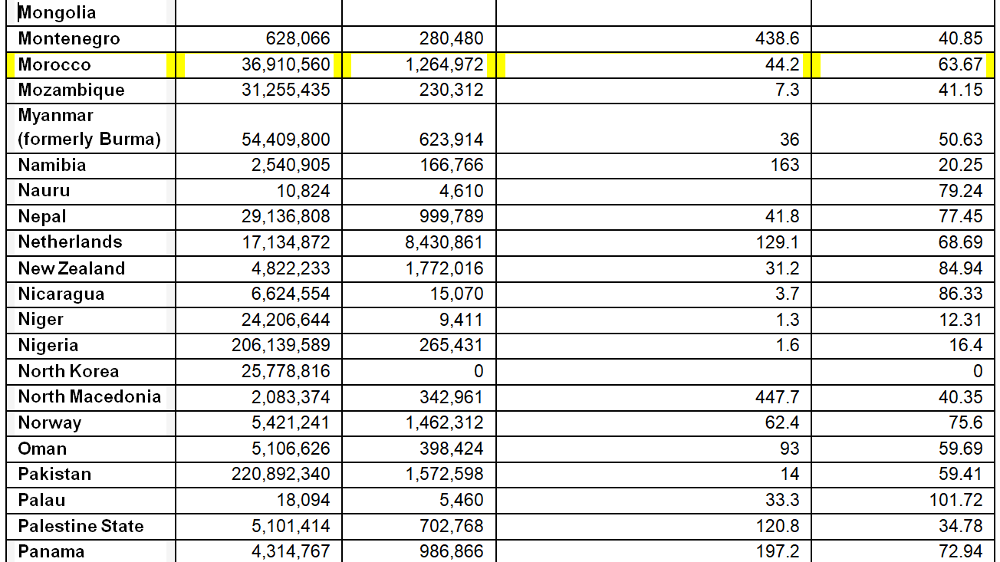 Mongolia
Montenegro 628,066 280,480 438.6 40.85
Morocco 36,910,560 1,264,972 44.2 63.67
Mozambique 31,255,435 230,312 7.3 41.15
Myanmar
(formerly Burma) 54,409,800 623,914 36 50.63
Namibia 2,540,905 166,766 163 20.25
Nauru 10,824 4,610 79.24
Nepal 29,136,808 999,789 41.8 77.45
Netherlands 17,134,872 8,430,861 129.1 68.69
New Zealand 4,822,233 1,772,016 31.2 84.94
Nicaragua 6,624,554 15,070 3.7 86.33
Niger 24,206,644 9,411 1.3 12.31
Nigeria 206,139,589 265,431 1.6 16.4
North Korea 25,778,816 0 0
North Macedonia 2,083,374 342,961 447.7 40.35
Norway 5,421,241 1,462,312 62.4 75.6
Oman 5,106,626 398,424 93 59.69
Pakistan 220,892,340 1,572,598 14 59.41
Palau 18,094 5,460 33.3 101.72
Palestine State 5,101,414 702,768 120.8 34.78
Panama 4,314,767 986,866 197.2 72.94